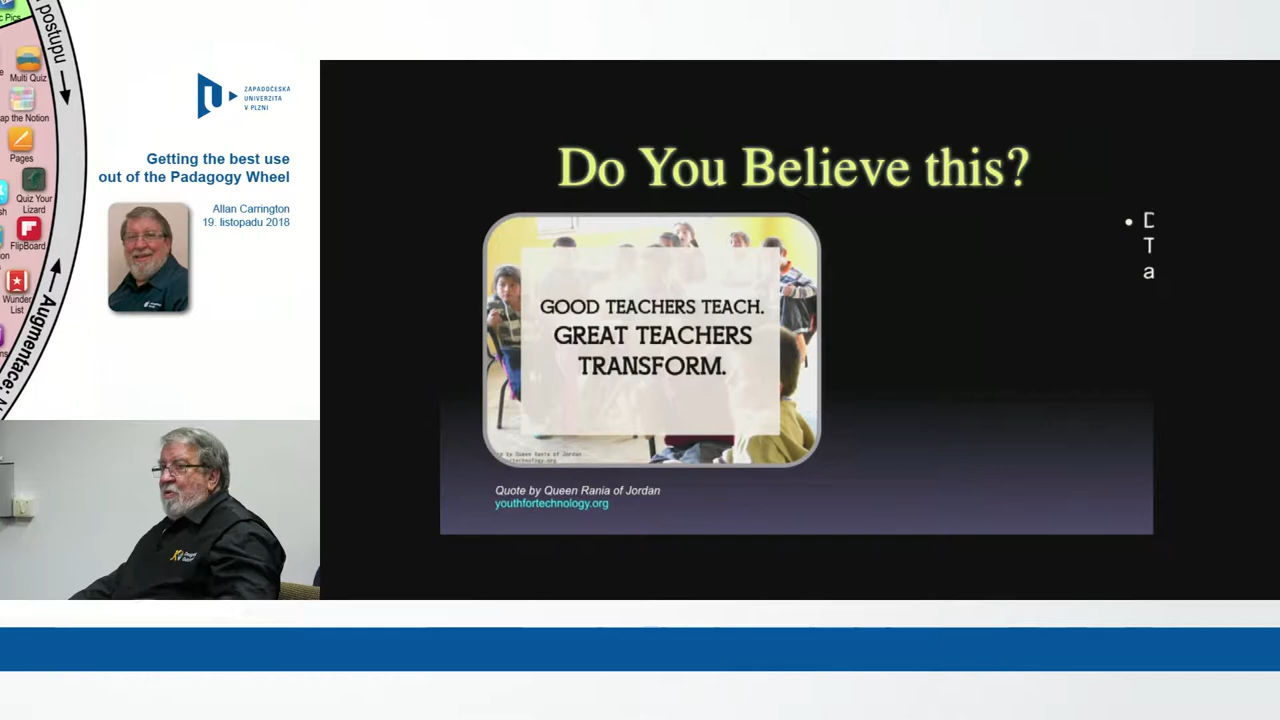 c Pics
postupu
Multi Quiz
ap the Notion
Pages
Quiz Your
Lizard
FlipBoard
Wunder
List
Augmentace:
ZÁPADOČESKÁ
UNIVERZITA
V PLZNI
Getting the best use
out of the Padagogy Wheel
Allan Carrington
19. listopadu 2018
Do You Believe this?
GOOD TEACHERS TEACH.
GREAT TEACHERS
TRANSFORM.
Quote by Queen Rania of Jordan
youthfortechnology.org
• D
T
a